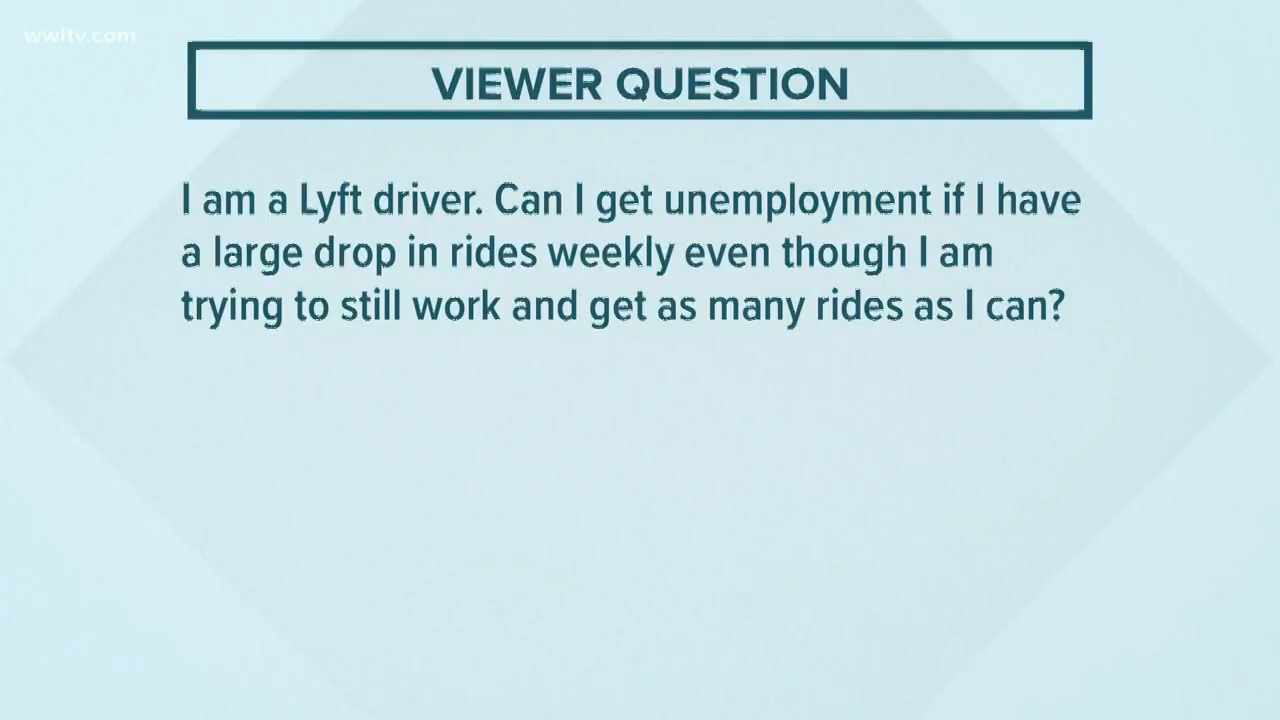 wwltv.com
VIEWER QUESTION
I am a Lyft driver. Can I get unemployment if I have
a large drop in rides weekly even though I am
trying to still work and get as many rides as I can?